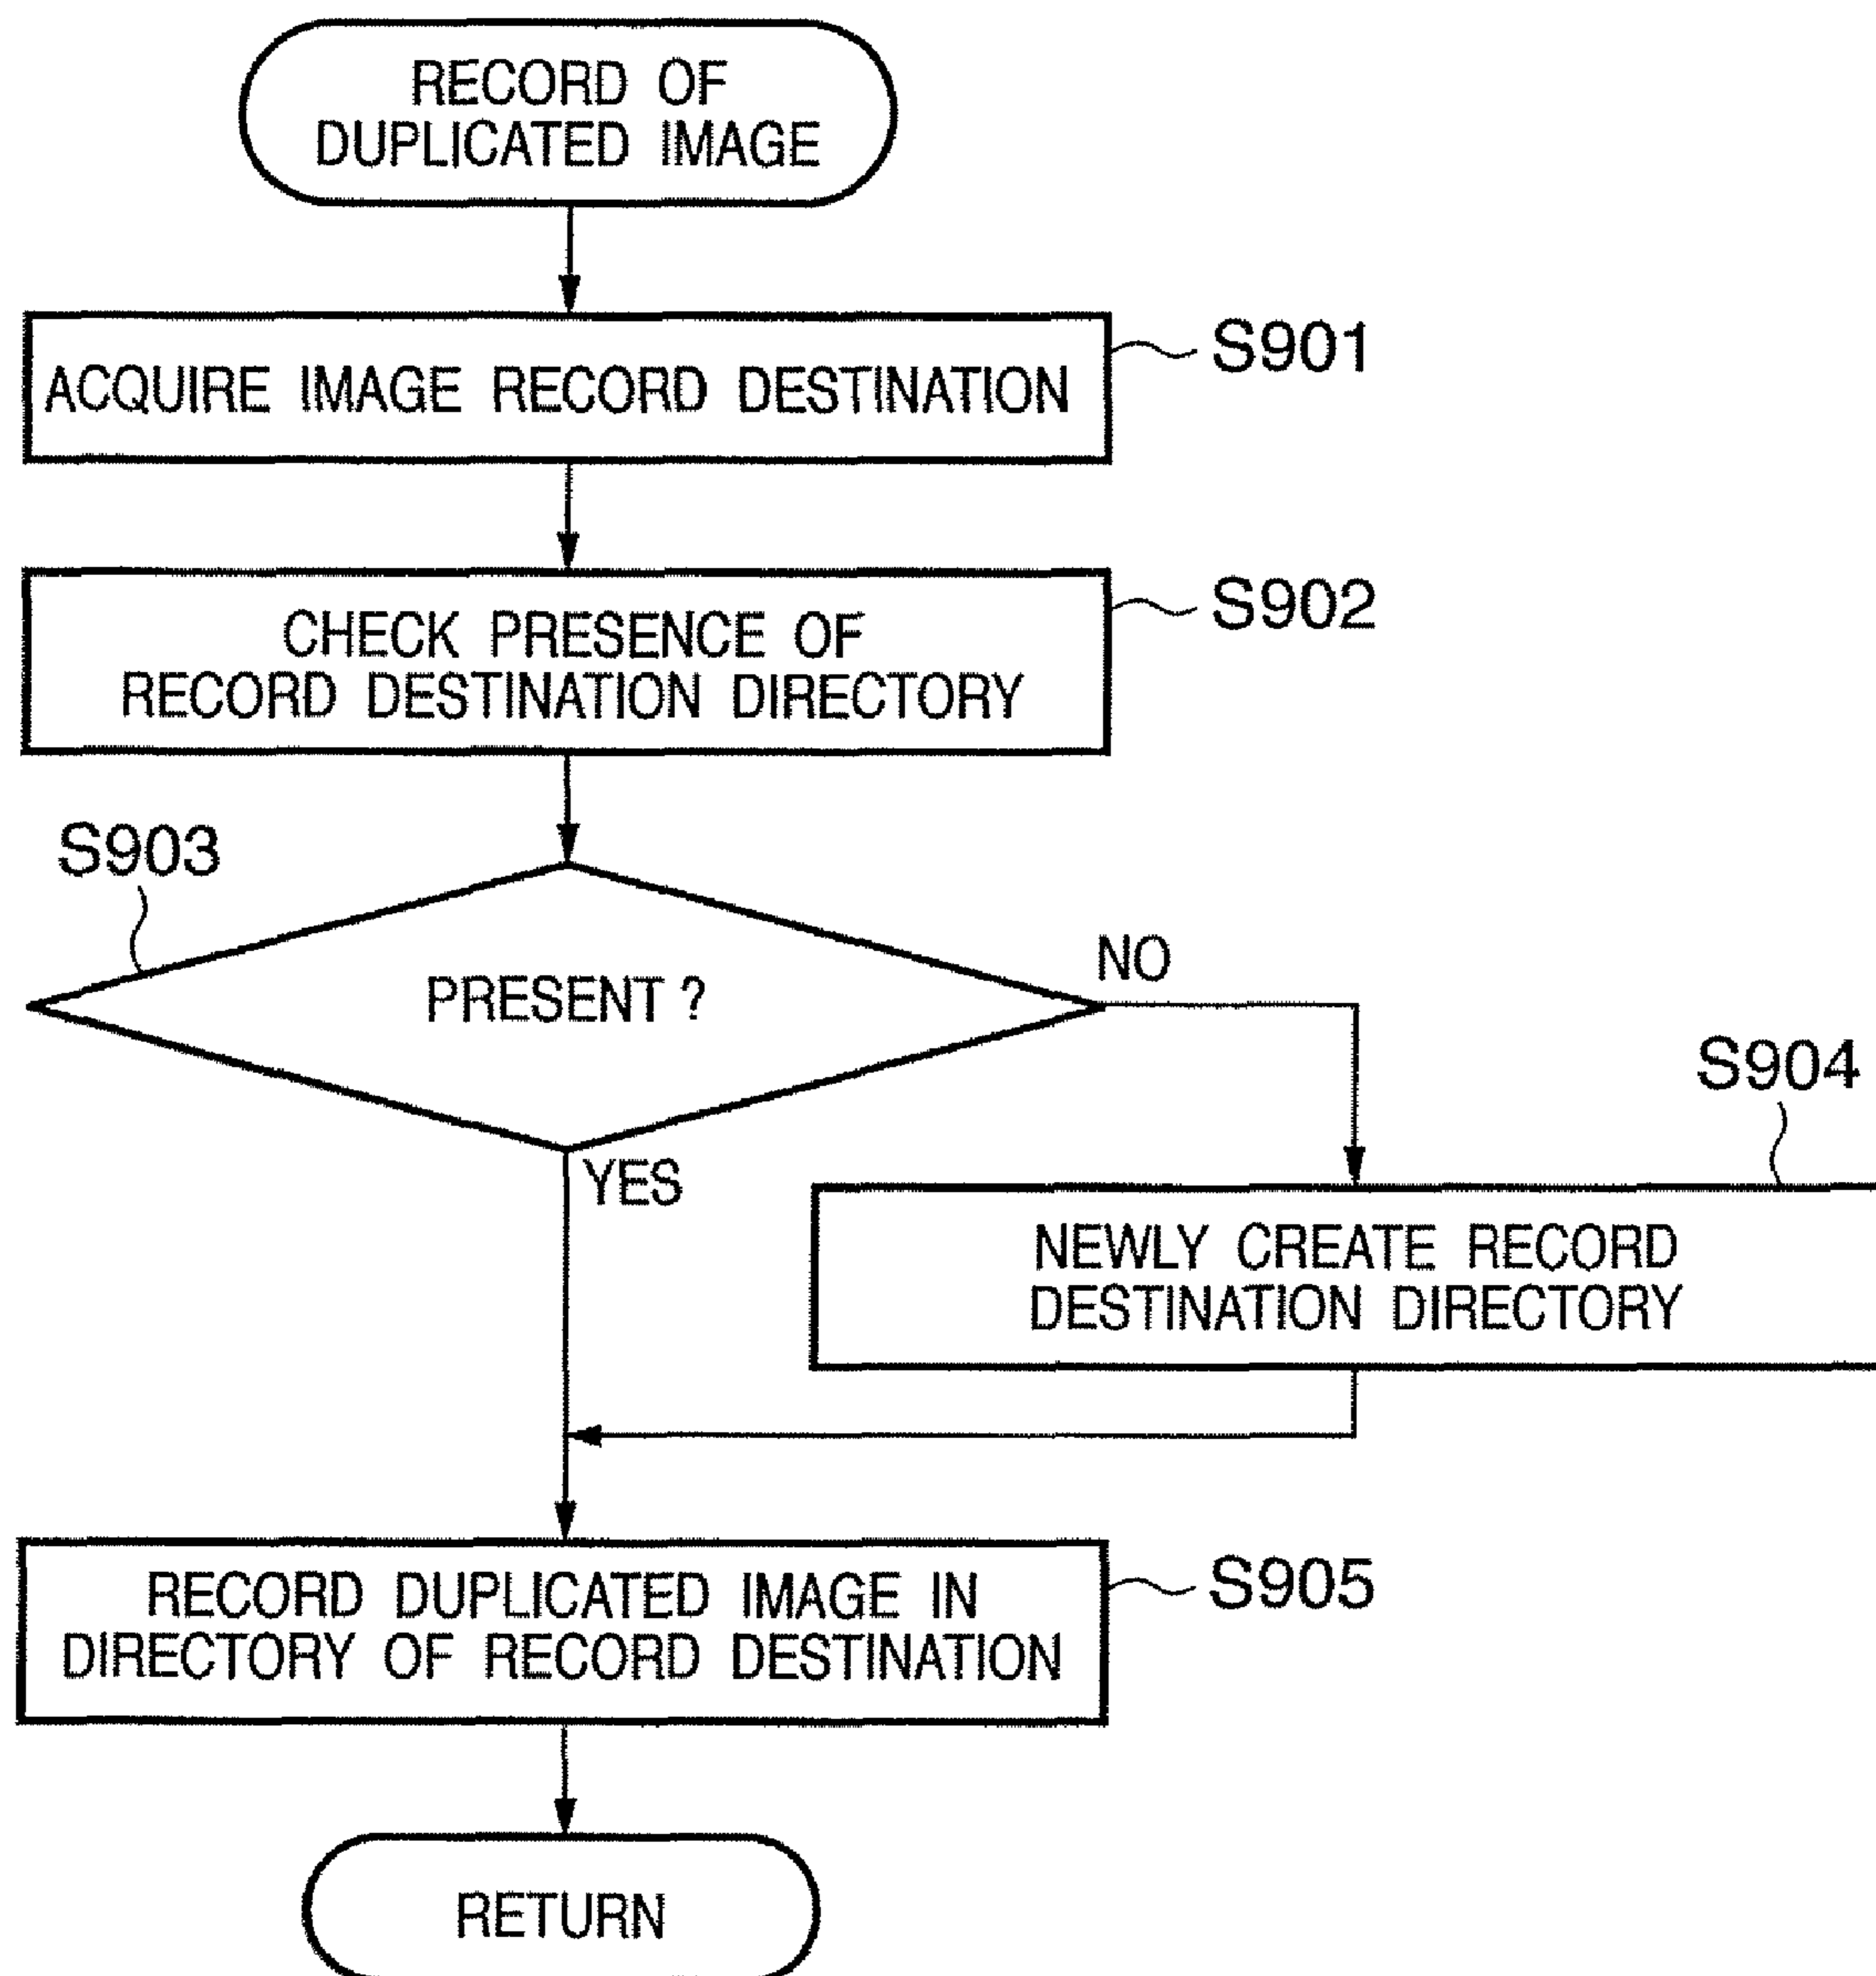 RECORD OF
DUPLICATED IMAGE
ACQUIRE IMAGE RECORD DESTINATION
S901
CHECK PRESENCE OF
RECORD DESTINATION DIRECTORY
S902
S903
PRESENT ?
NO
YES
S904
NEWLY CREATE RECORD
DESTINATION DIRECTORY
RECORD DUPLICATED IMAGE IN
DIRECTORY OF RECORD DESTINATION
S905
RETURN